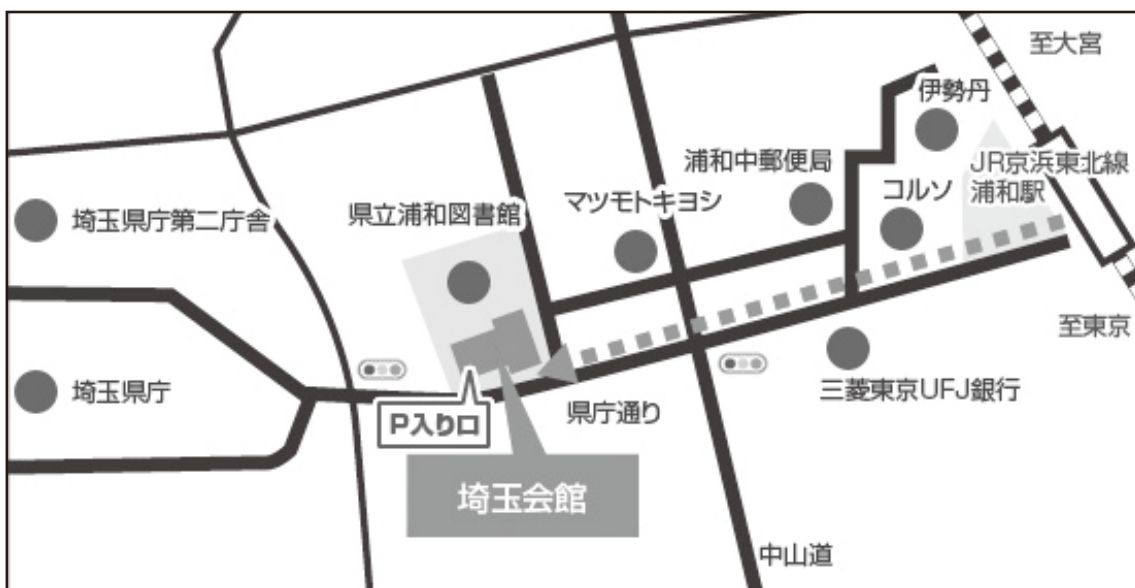 至大宮
伊勢丹
JR京浜東北線
浦和駅
浦和中郵便局
コルソ
マツモトキヨシ
県立浦和図書館
埼玉県庁第二庁舎
至東京
埼玉県庁
三菱東京UFJ銀行
県庁通り
P入り口
埼玉会館
中山道